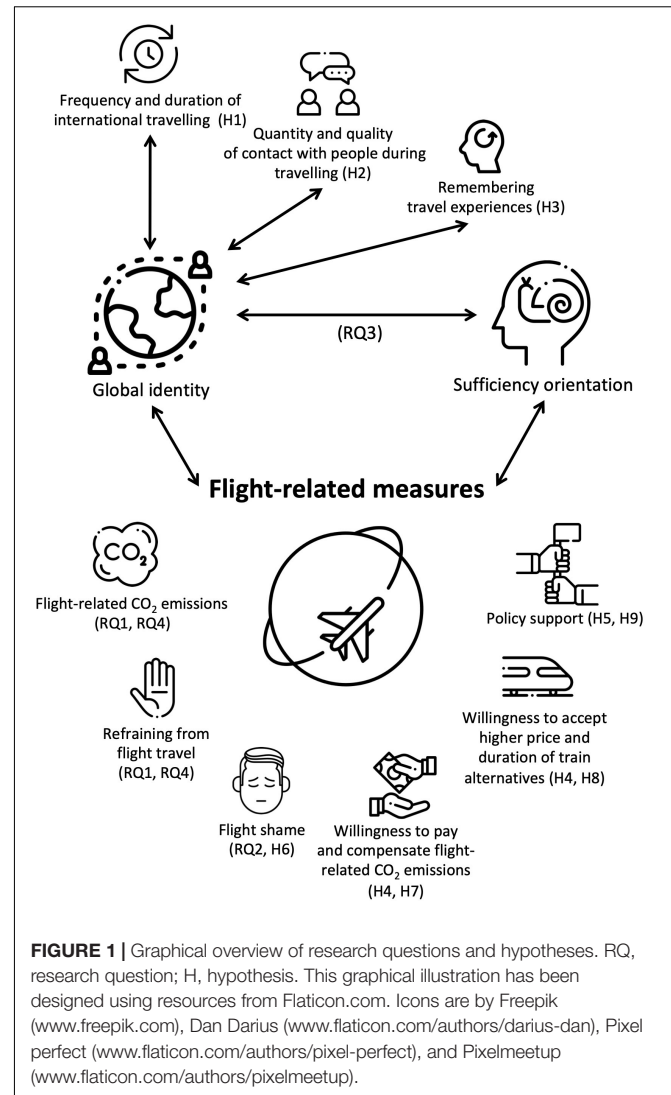 Frequency and duration of
international travelling  (H1)
Quantity and quality
of contact with people during
travelling (H2)
Remembering
travel experiences (H3)
(RQ3)
Global identity
Sufficiency orientation
Flight-related measures
CO₂
Flight-related CO₂ emissions
(RQ1, RQ4)
Policy support (H5, H9)
Refraining from
flight travel
(RQ1, RQ4)
Willingness to accept
higher price and
duration of train
alternatives (H4, H8)
Flight shame
(RQ2, H6)
Willingness to pay
and compensate flight-
related CO₂ emissions
(H4, H7)
FIGURE 1 | Graphical overview of research questions and hypotheses. RQ,
research question; H, hypothesis. This graphical illustration has been
designed using resources from Flaticon.com. Icons are by Freepik
(www.freepik.com), Dan Darius (www.flaticon.com/authors/darius-dan), Pixel
perfect (www.flaticon.com/authors/pixel-perfect), and Pixelmeetup
(www.flaticon.com/authors/pixelmeetup).